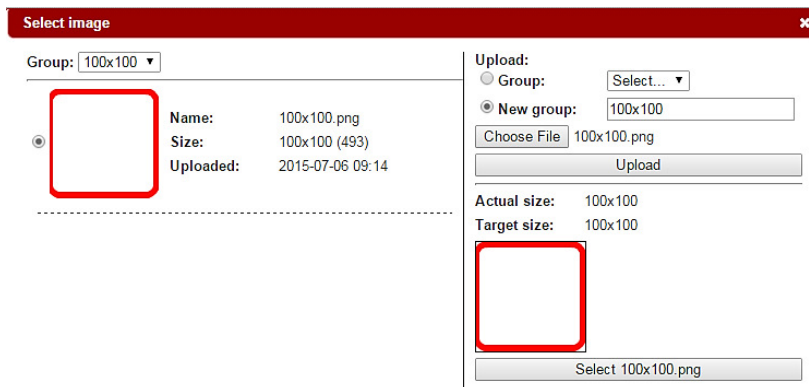 Select image
Group: 100x100
Name: 100x100.png
Size: 100x100 (493)
Uploaded: 2015-07-06 09:14
Upload:
Group: Select...
New group: 100x100
Choose File 100x100.png
Upload
Actual size: 100x100
Target size: 100x100
Select 100x100.png